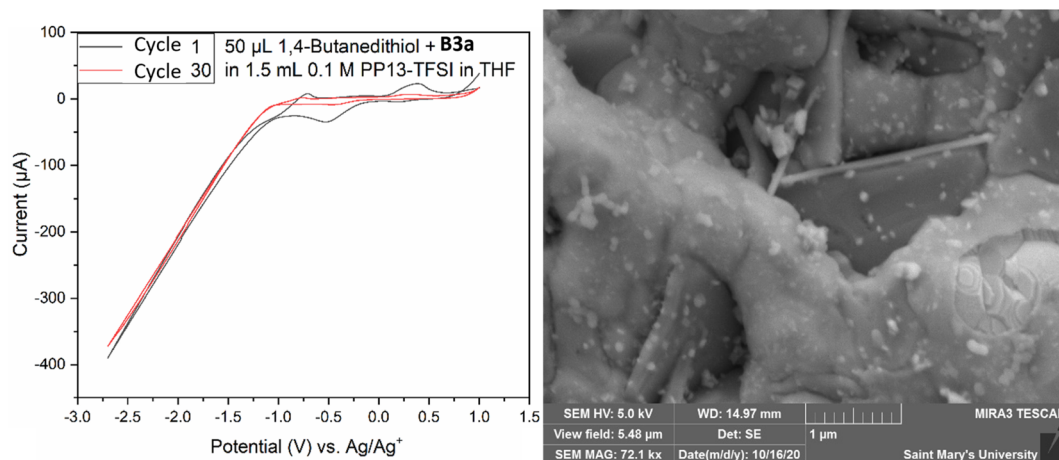 Cycle 1
Cycle 30
50 µL 1,4-Butanedithiol + B3a
in 1.5 mL 0.1 M PP13-TFSI in THF
100
0
-100
-200
-300
-400
Current (µA)
-3.0 -2.5 -2.0 -1.5 -1.0 -0.5 0.0 0.5 1.0 1.5
Potential (V) vs. Ag/Ag+
SEM HV: 5.0 kV WD: 14.97 mm MIRA3 TESCA
View field: 5.48 µm Det: SE 1 µm
SEM MAG: 72.1 kx Date(m/d/y): 10/16/20 Saint Mary's University